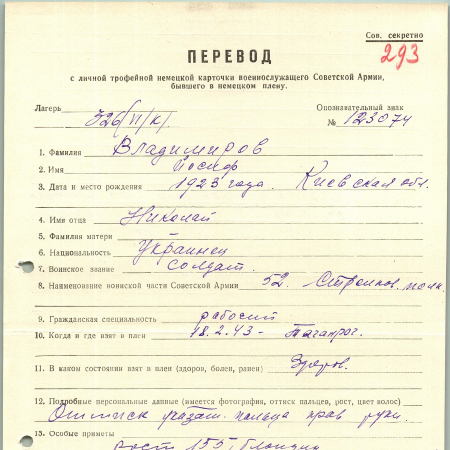 Сов. секретно
293
ПЕРЕВОД
с личной трофейной немецкой карточки военнослужащего Советской Армии,
бывшего в немецком плену.
Лагерь 326/VI/к/. Опознавательный знак
№ 123074
1. Фамилия Владимиров
2. Имя Иосиф
3. Дата и место рождения 1923 года. Киевская обл.
4. Имя отца Николай
5. Фамилия матери
6. Национальность Украинец
7. Воинское звание солдат.
8. Наименование воинской части Советской Армии 52. Стрелков. полк.
9. Гражданская специальность рабочий
10. Когда и где взят в плен 18.2.43 - Таганрог.
11. В каком состоянии взят в плен (здоров, болен, ранен) Здоров.
12. Подробные персональные данные (имеется фотография, оттиск пальцев, рост, цвет волос)
Оттиск указат. пальца прав. руки.
13. Особые приметы
рост 155, блондин